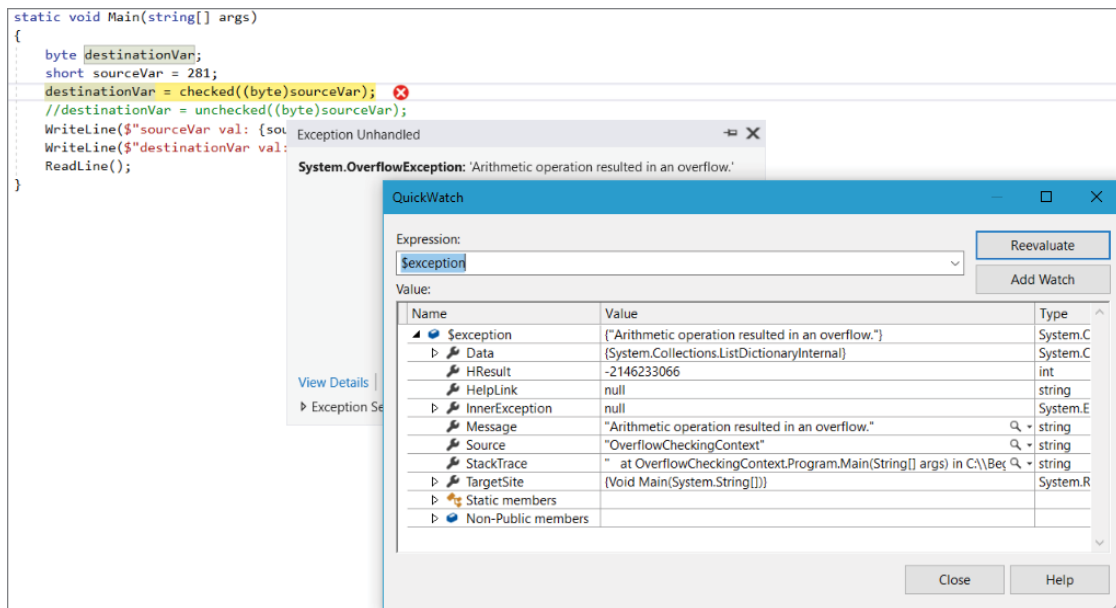 static void Main(string[] args)
{
byte destinationVar;
short sourceVar = 281;
destinationVar = checked((byte)sourceVar);
//destinationVar = unchecked((byte)sourceVar);
WriteLine($"sourceVar val: {sou
WriteLine($"destinationVar val:
ReadLine();
}
Exception Unhandled
System.OverflowException: 'Arithmetic operation resulted in an overflow.'
View Details
Exception Se
QuickWatch
Expression:
Reevaluate
$exception
Add Watch
Value:
Name Value Type
$exception {"Arithmetic operation resulted in an overflow."} System.O
Data {System.Collections.ListDictionaryInternal} System.C
HResult -2146233066 int
HelpLink null string
InnerException null System.E
Message "Arithmetic operation resulted in an overflow." string
Source "OverflowCheckingContext" string
StackTrace " at OverflowCheckingContext.Program.Main(String[] args) in C:\\Beg string
TargetSite {Void Main(System.String[])} System.R
Static members
Non-Public members
Close Help